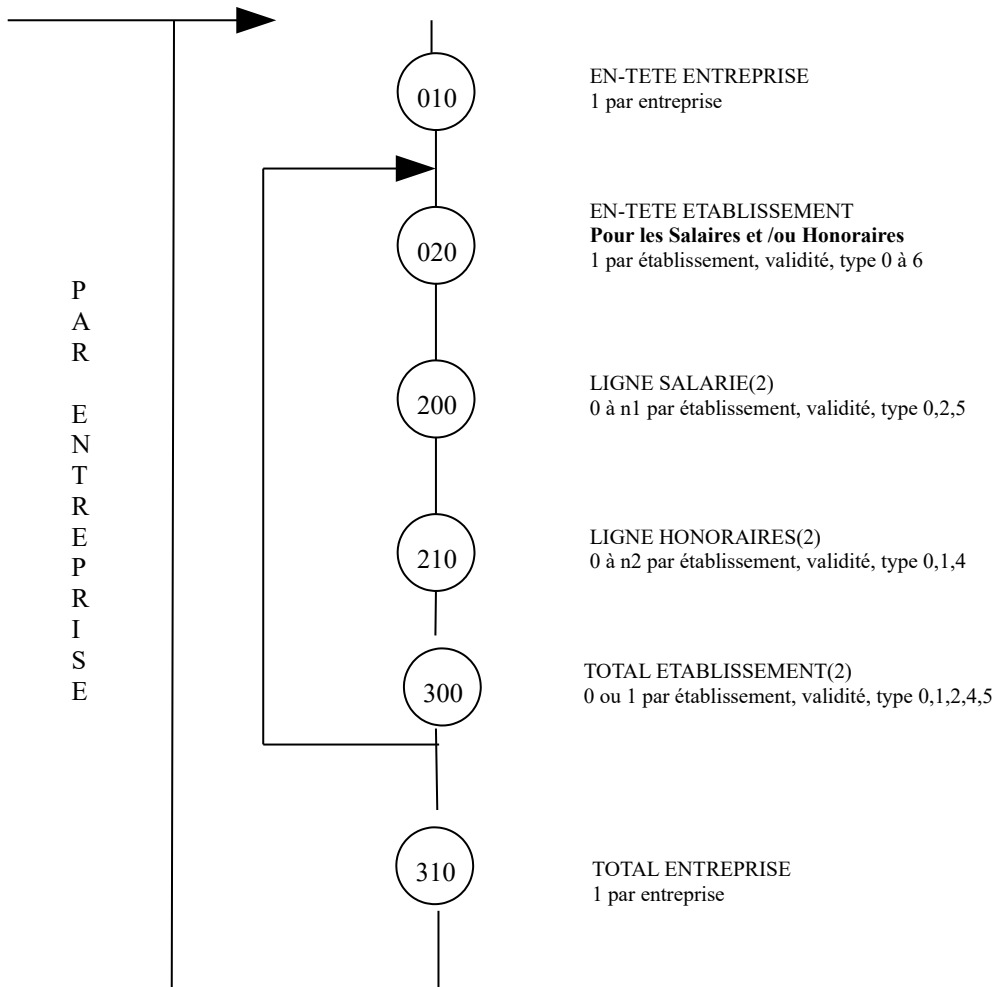 010
EN-TETE ENTREPRISE
1 par entreprise
020
EN-TETE ETABLISSEMENT
Pour les Salaires et /ou Honoraires
1 par établissement, validité, type 0 à 6
P
A
R
E
N
T
R
E
P
R
I
S
E
200
LIGNE SALARIE(2)
0 à n1 par établissement, validité, type 0,2,5
210
LIGNE HONORAIRES(2)
0 à n2 par établissement, validité, type 0,1,4
300
TOTAL ETABLISSEMENT(2)
0 ou 1 par établissement, validité, type 0,1,2,4,5
310
TOTAL ENTREPRISE
1 par entreprise